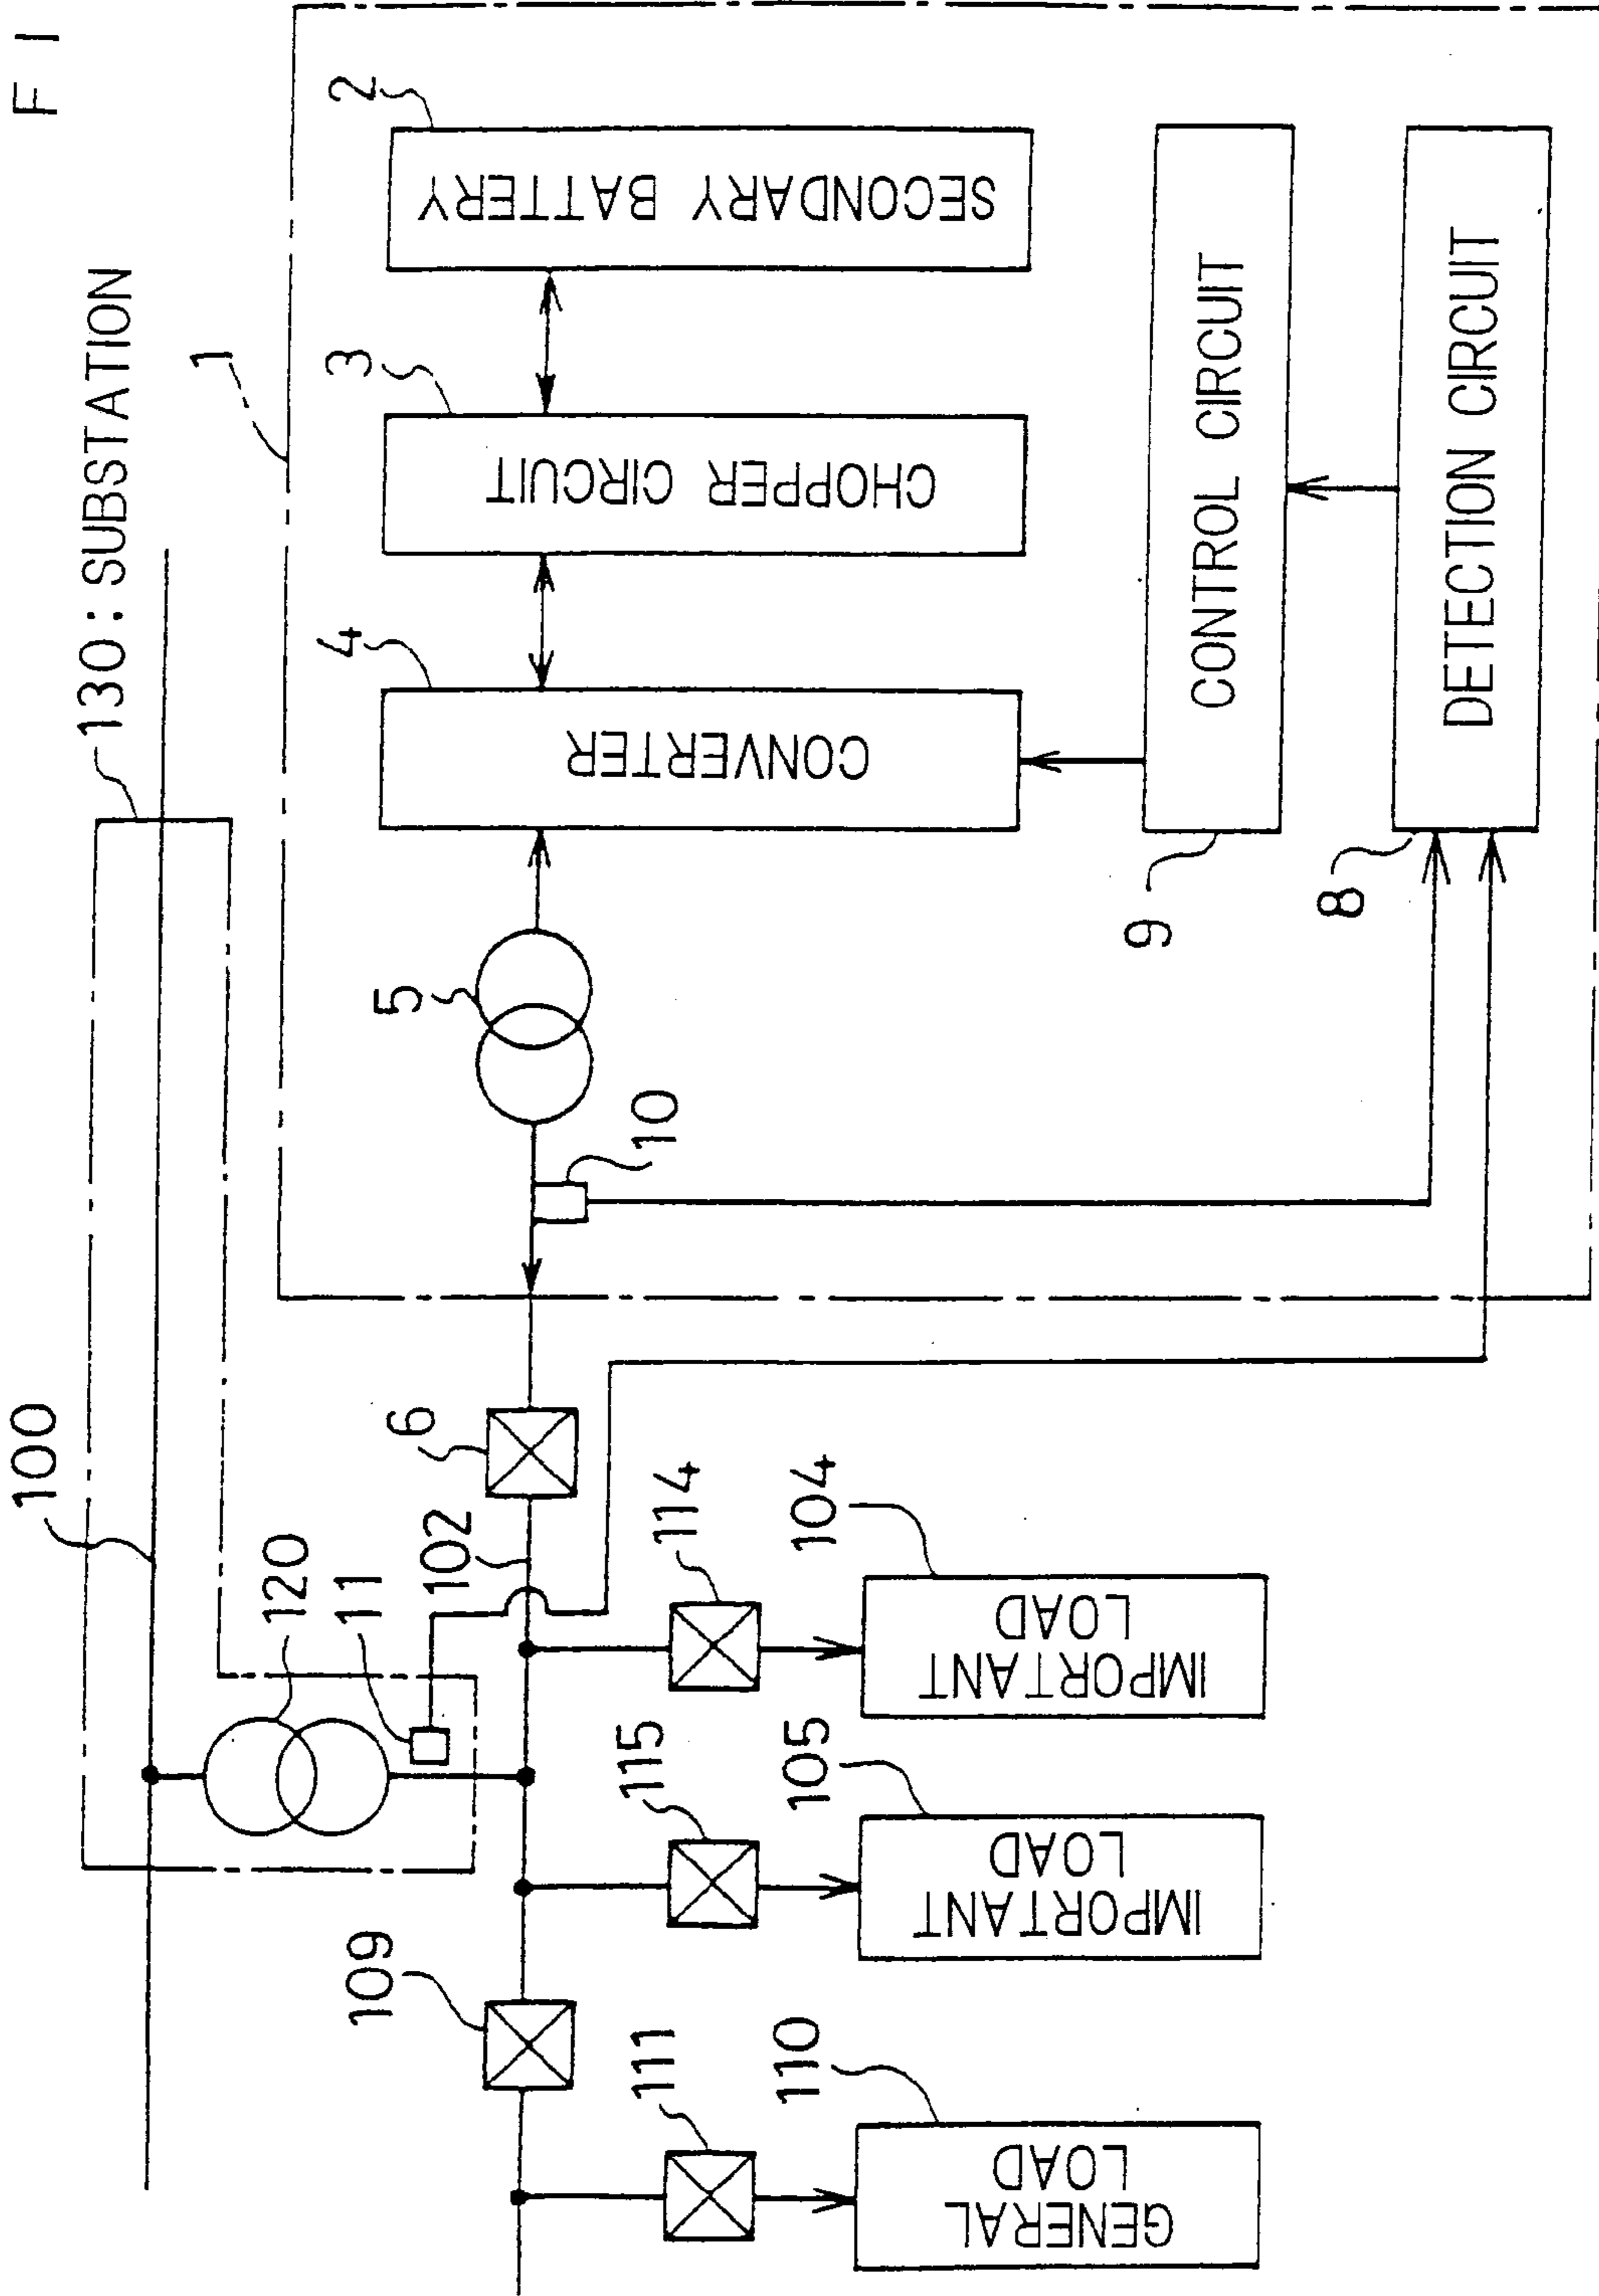 F I
100
130: SUBSTATION
1
120
11
102
6
5
4
3
2
10
CONVERTER
CHOPPER CIRCUIT
SECONDARY BATTERY
109
111
115
114
110
105
104
GENERAL
LOAD
IMPORTANT
LOAD
IMPORTANT
LOAD
9
CONTROL CIRCUIT
8
DETECTION CIRCUIT